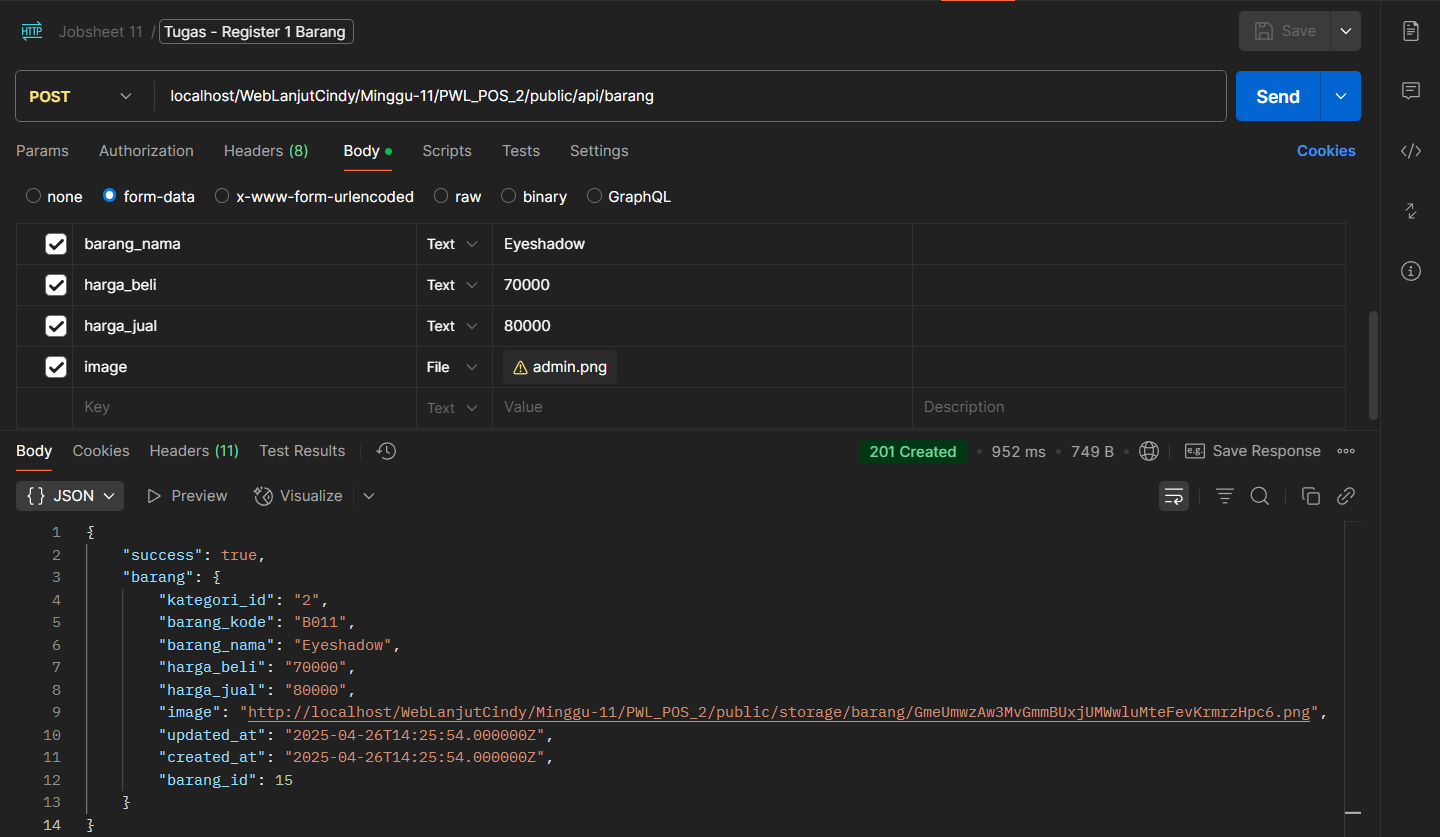 HTTP Jobsheet 11 / Tugas - Register 1 Barang Save
POST localhost/WebLanjutCindy/Minggu-11/PWL_POS_2/public/api/barang Send
Params Authorization Headers (8) Body Scripts Tests Settings Cookies
none form-data x-www-form-urlencoded raw binary GraphQL
barang_nama Text Eyeshadow
harga_beli Text 70000
harga_jual Text 80000
image File admin.png
Key Text Value Description
Body Cookies Headers (11) Test Results 201 Created • 952 ms • 749 B • e.g. Save Response
{} JSON Preview Visualize
1 {
2 "success": true,
3 "barang": {
4 "kategori_id": "2",
5 "barang_kode": "B011",
6 "barang_nama": "Eyeshadow",
7 "harga_beli": "70000",
8 "harga_jual": "80000",
9 "image": "http://localhost/WebLanjutCindy/Minggu-11/PWL_POS_2/public/storage/barang/GmeUmwzAw3MvGmmBUxjUMWwluMteFevKrmrzHpc6.png",
10 "updated_at": "2025-04-26T14:25:54.000000Z",
11 "created_at": "2025-04-26T14:25:54.000000Z",
12 "barang_id": 15
13 }
14 }